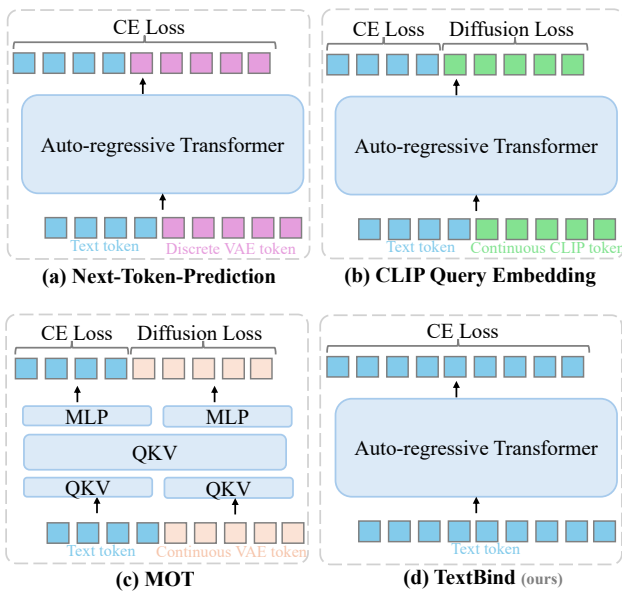 CE Loss
Auto-regressive Transformer
Text token
Discrete VAE token
(a) Next-Token-Prediction
CE Loss
Diffusion Loss
Auto-regressive Transformer
Text token
Continuous CLIP token
(b) CLIP Query Embedding
CE Loss
Diffusion Loss
MLP
MLP
QKV
QKV
QKV
Text token
Continuous VAE token
(c) MOT
CE Loss
Auto-regressive Transformer
Text token
(d) TextBind (ours)